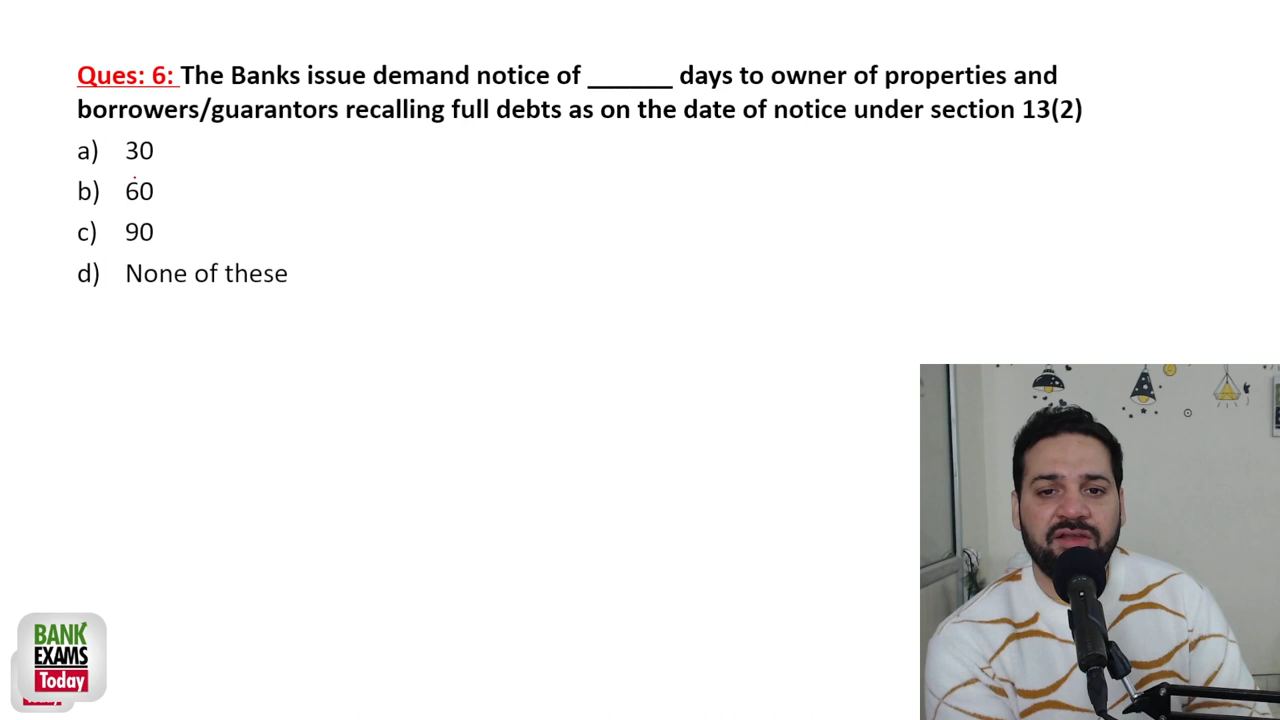 Ques: 6: The Banks issue demand notice of ______ days to owner of properties and
borrowers/guarantors recalling full debts as on the date of notice under section 13(2)
a) 30
b) 60
c) 90
d) None of these
BANK
EXAMS
Today